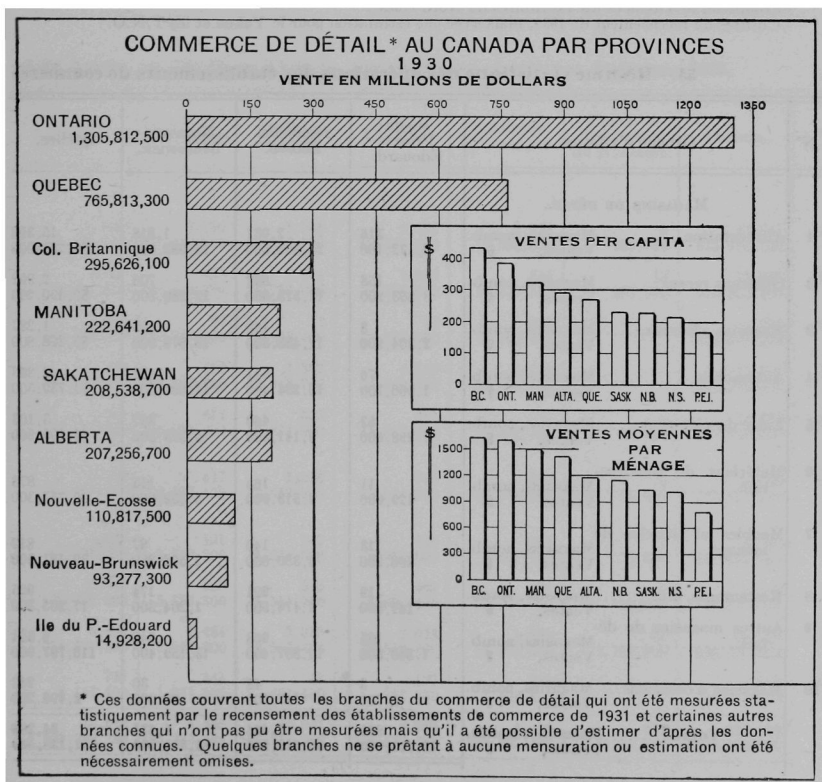 COMMERCE DE DÉTAIL * AU CANADA PAR PROVINCES
1930
VENTE EN MILLIONS DE DOLLARS
0 150 300 450 600 750 900 1050 1200 1350
ONTARIO
1,305,812,500
QUEBEC
765,813,300
Col. Britannique
295,626,100
MANITOBA
222,641,200
SAKATCHEWAN
208,538,700
ALBERTA
207,256,700
Nouvelle-Ecosse
110,817,500
Nouveau-Brunswick
93,277,300
Ile du P.-Edouard
14,928,200
$ VENTES PER CAPITA
400
300
200
100
0
B.C. ONT. MAN ALTA. QUE. SASK N.B. N.S. P.E.I.
$ VENTES MOYENNES
PAR
MÉNAGE
1500
1200
900
600
300
0
B.C. ONT. MAN. QUE ALTA. N.B SASK. N.S. P.E.I
* Ces données couvrent toutes les branches du commerce de détail qui ont été mesurées sta-
tistiquement par le recensement des établissements de commerce de 1931 et certaines autres
branches qui n'ont pas pu être mesurées mais qu'il a été possible d'estimer d'après les don-
nées connues. Quelques branches ne se prêtant à aucune mensuration ou estimation ont été
nécessairement omises.